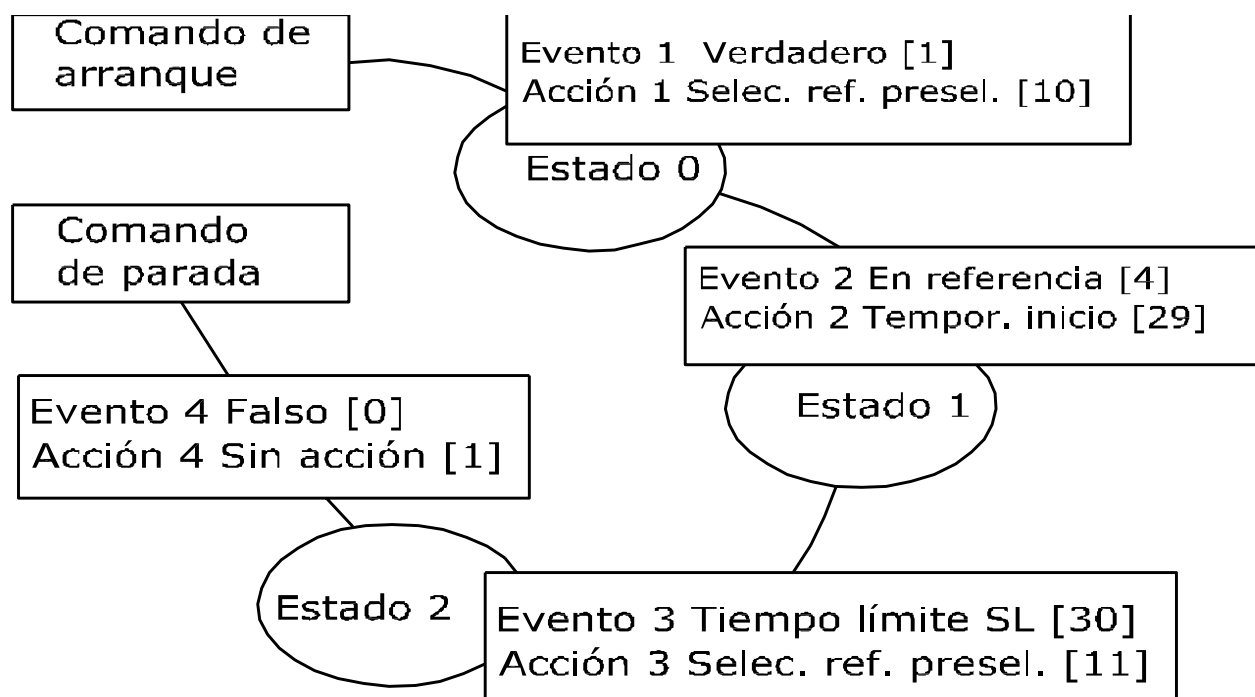 Comando de
arranque
Evento 1 Verdadero [1]
Acción 1 Selec. ref. presel. [10]
Estado 0
Comando
de parada
Evento 2 En referencia [4]
Acción 2 Tempor. inicio [29]
Estado 1
Evento 4 Falso [0]
Acción 4 Sin acción [1]
Estado 2
Evento 3 Tiempo límite SL [30]
Acción 3 Selec. ref. presel. [11]